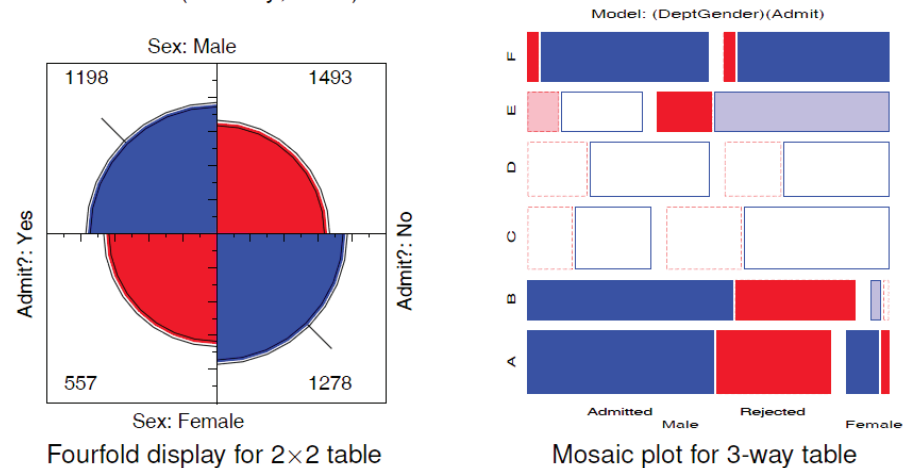 Model: (DeptGender)(Admit)
Sex: Male
1198
1493
Admit?: Yes
Admit?: No
557
1278
Sex: Female
Fourfold display for 2×2 table
F
E
D
C
B
A
Admitted
Rejected
Male
Female
Mosaic plot for 3-way table